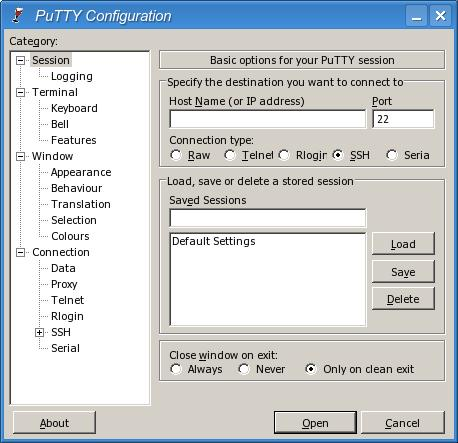 PuTTY Configuration
Category:
Session
Logging
Terminal
Keyboard
Bell
Features
Window
Appearance
Behaviour
Translation
Selection
Colours
Connection
Data
Proxy
Telnet
Rlogin
SSH
Serial
Basic options for your PuTTY session
Specify the destination you want to connect to
Host Name (or IP address) Port
22
Connection type:
Raw Telnel Rlogir SSH Seria
Load, save or delete a stored session
Saved Sessions
Default Settings
Load
Save
Delete
Close window on exit:
Always Never Only on clean exit
About Open Cancel